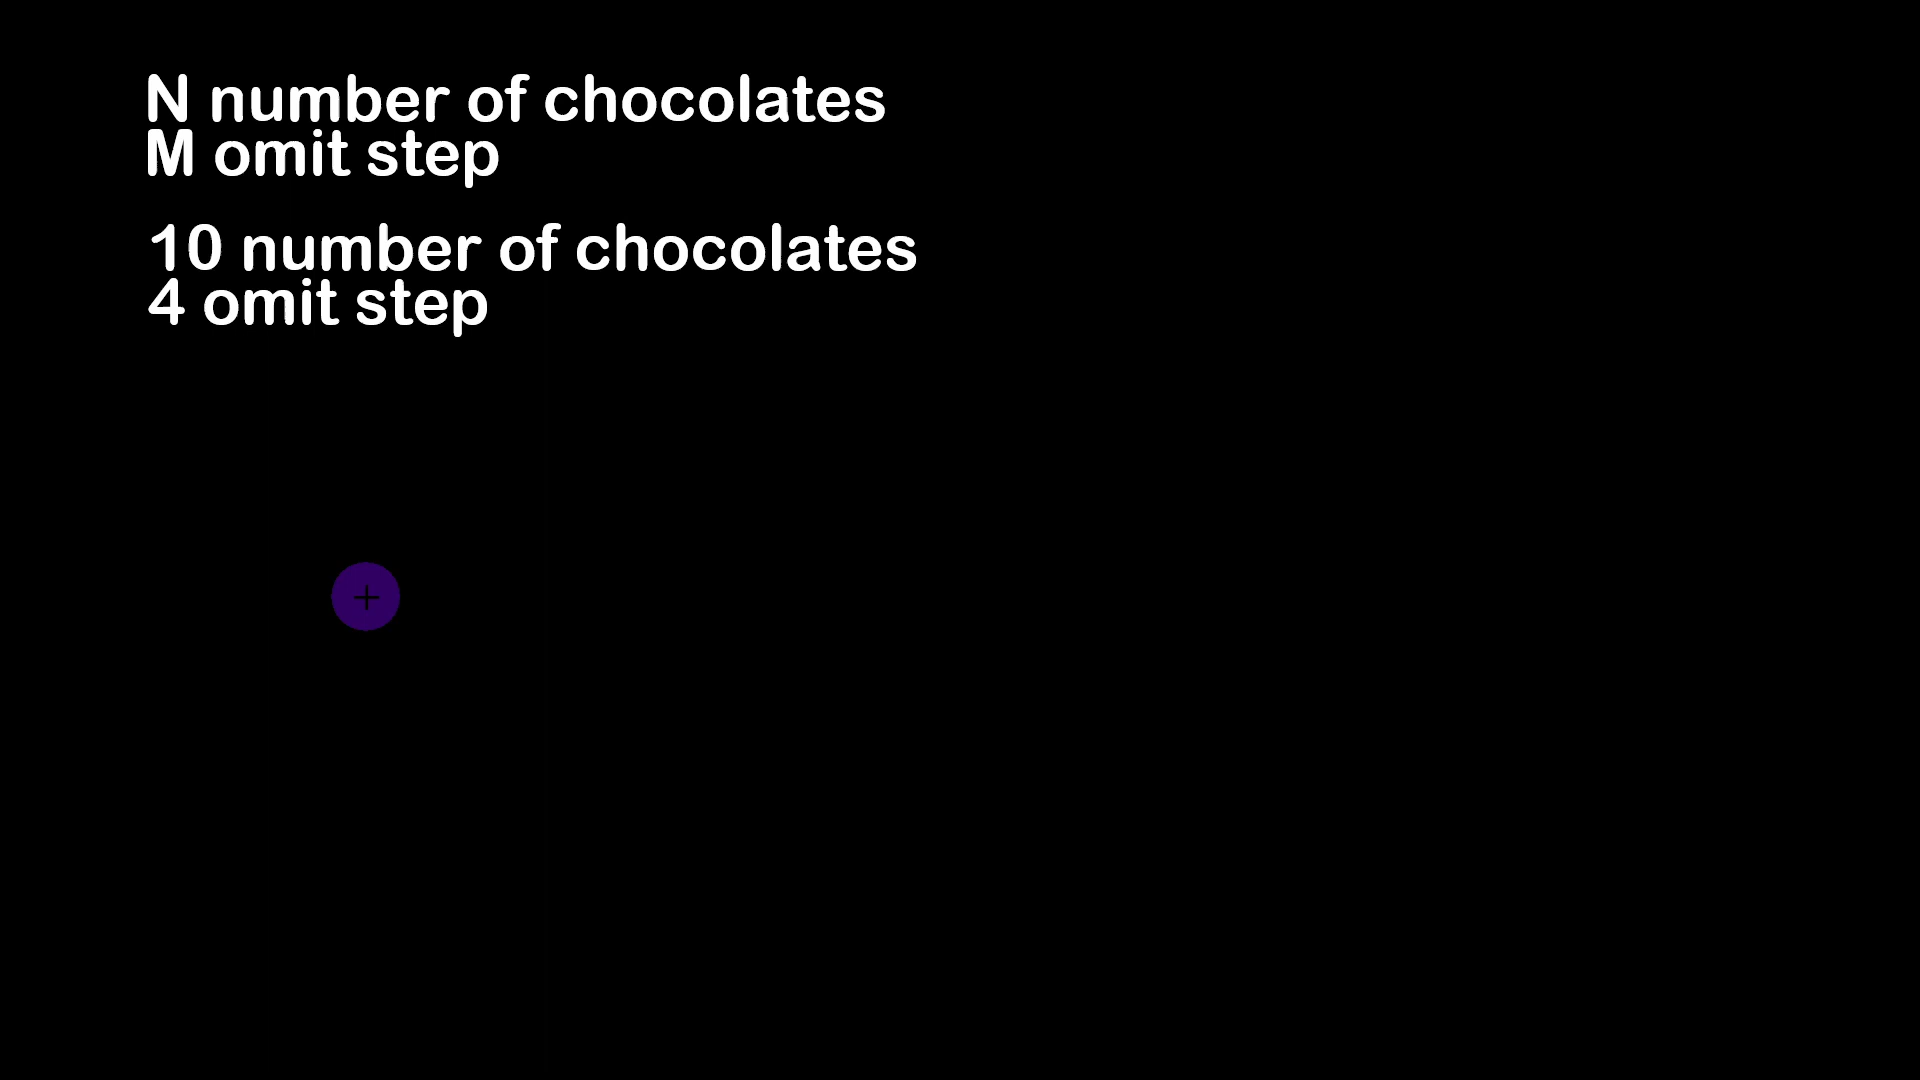 N number of chocolates
M omit step
10 number of chocolates
4 omit step